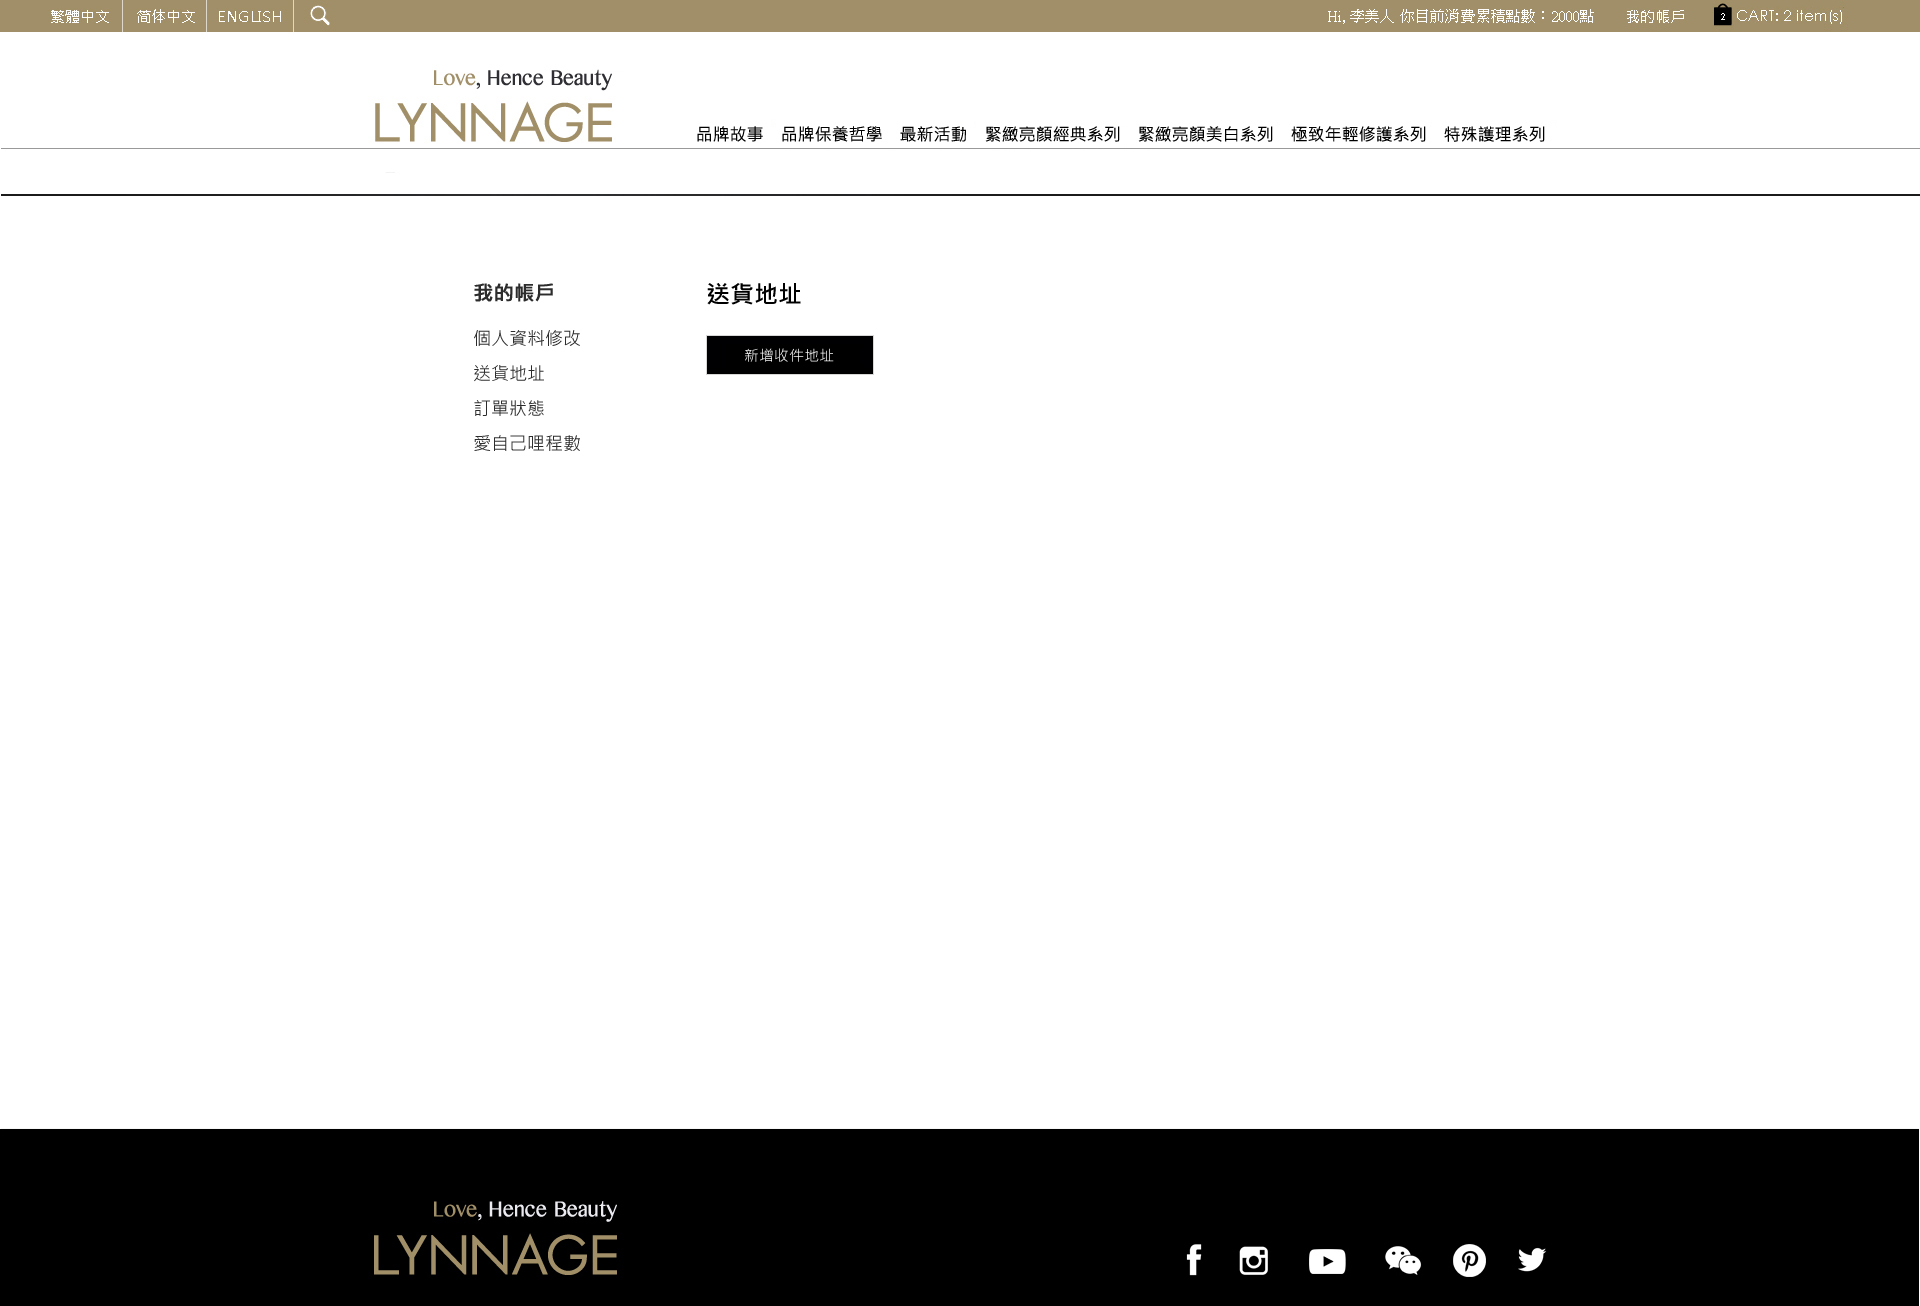 繁體中文 简体中文 ENGLISH
Hi, 李美人 你目前消費累積點數：2000點 我的帳戶 2 CART: 2 item(s)
Love, Hence Beauty
LYNNAGE
品牌故事 品牌保養哲學 最新活動 緊緻亮顏經典系列 緊緻亮顏美白系列 極致年輕修護系列 特殊護理系列
我的帳戶
個人資料修改
送貨地址
訂單狀態
愛自己哩程數
送貨地址
新增收件地址
Love, Hence Beauty
LYNNAGE